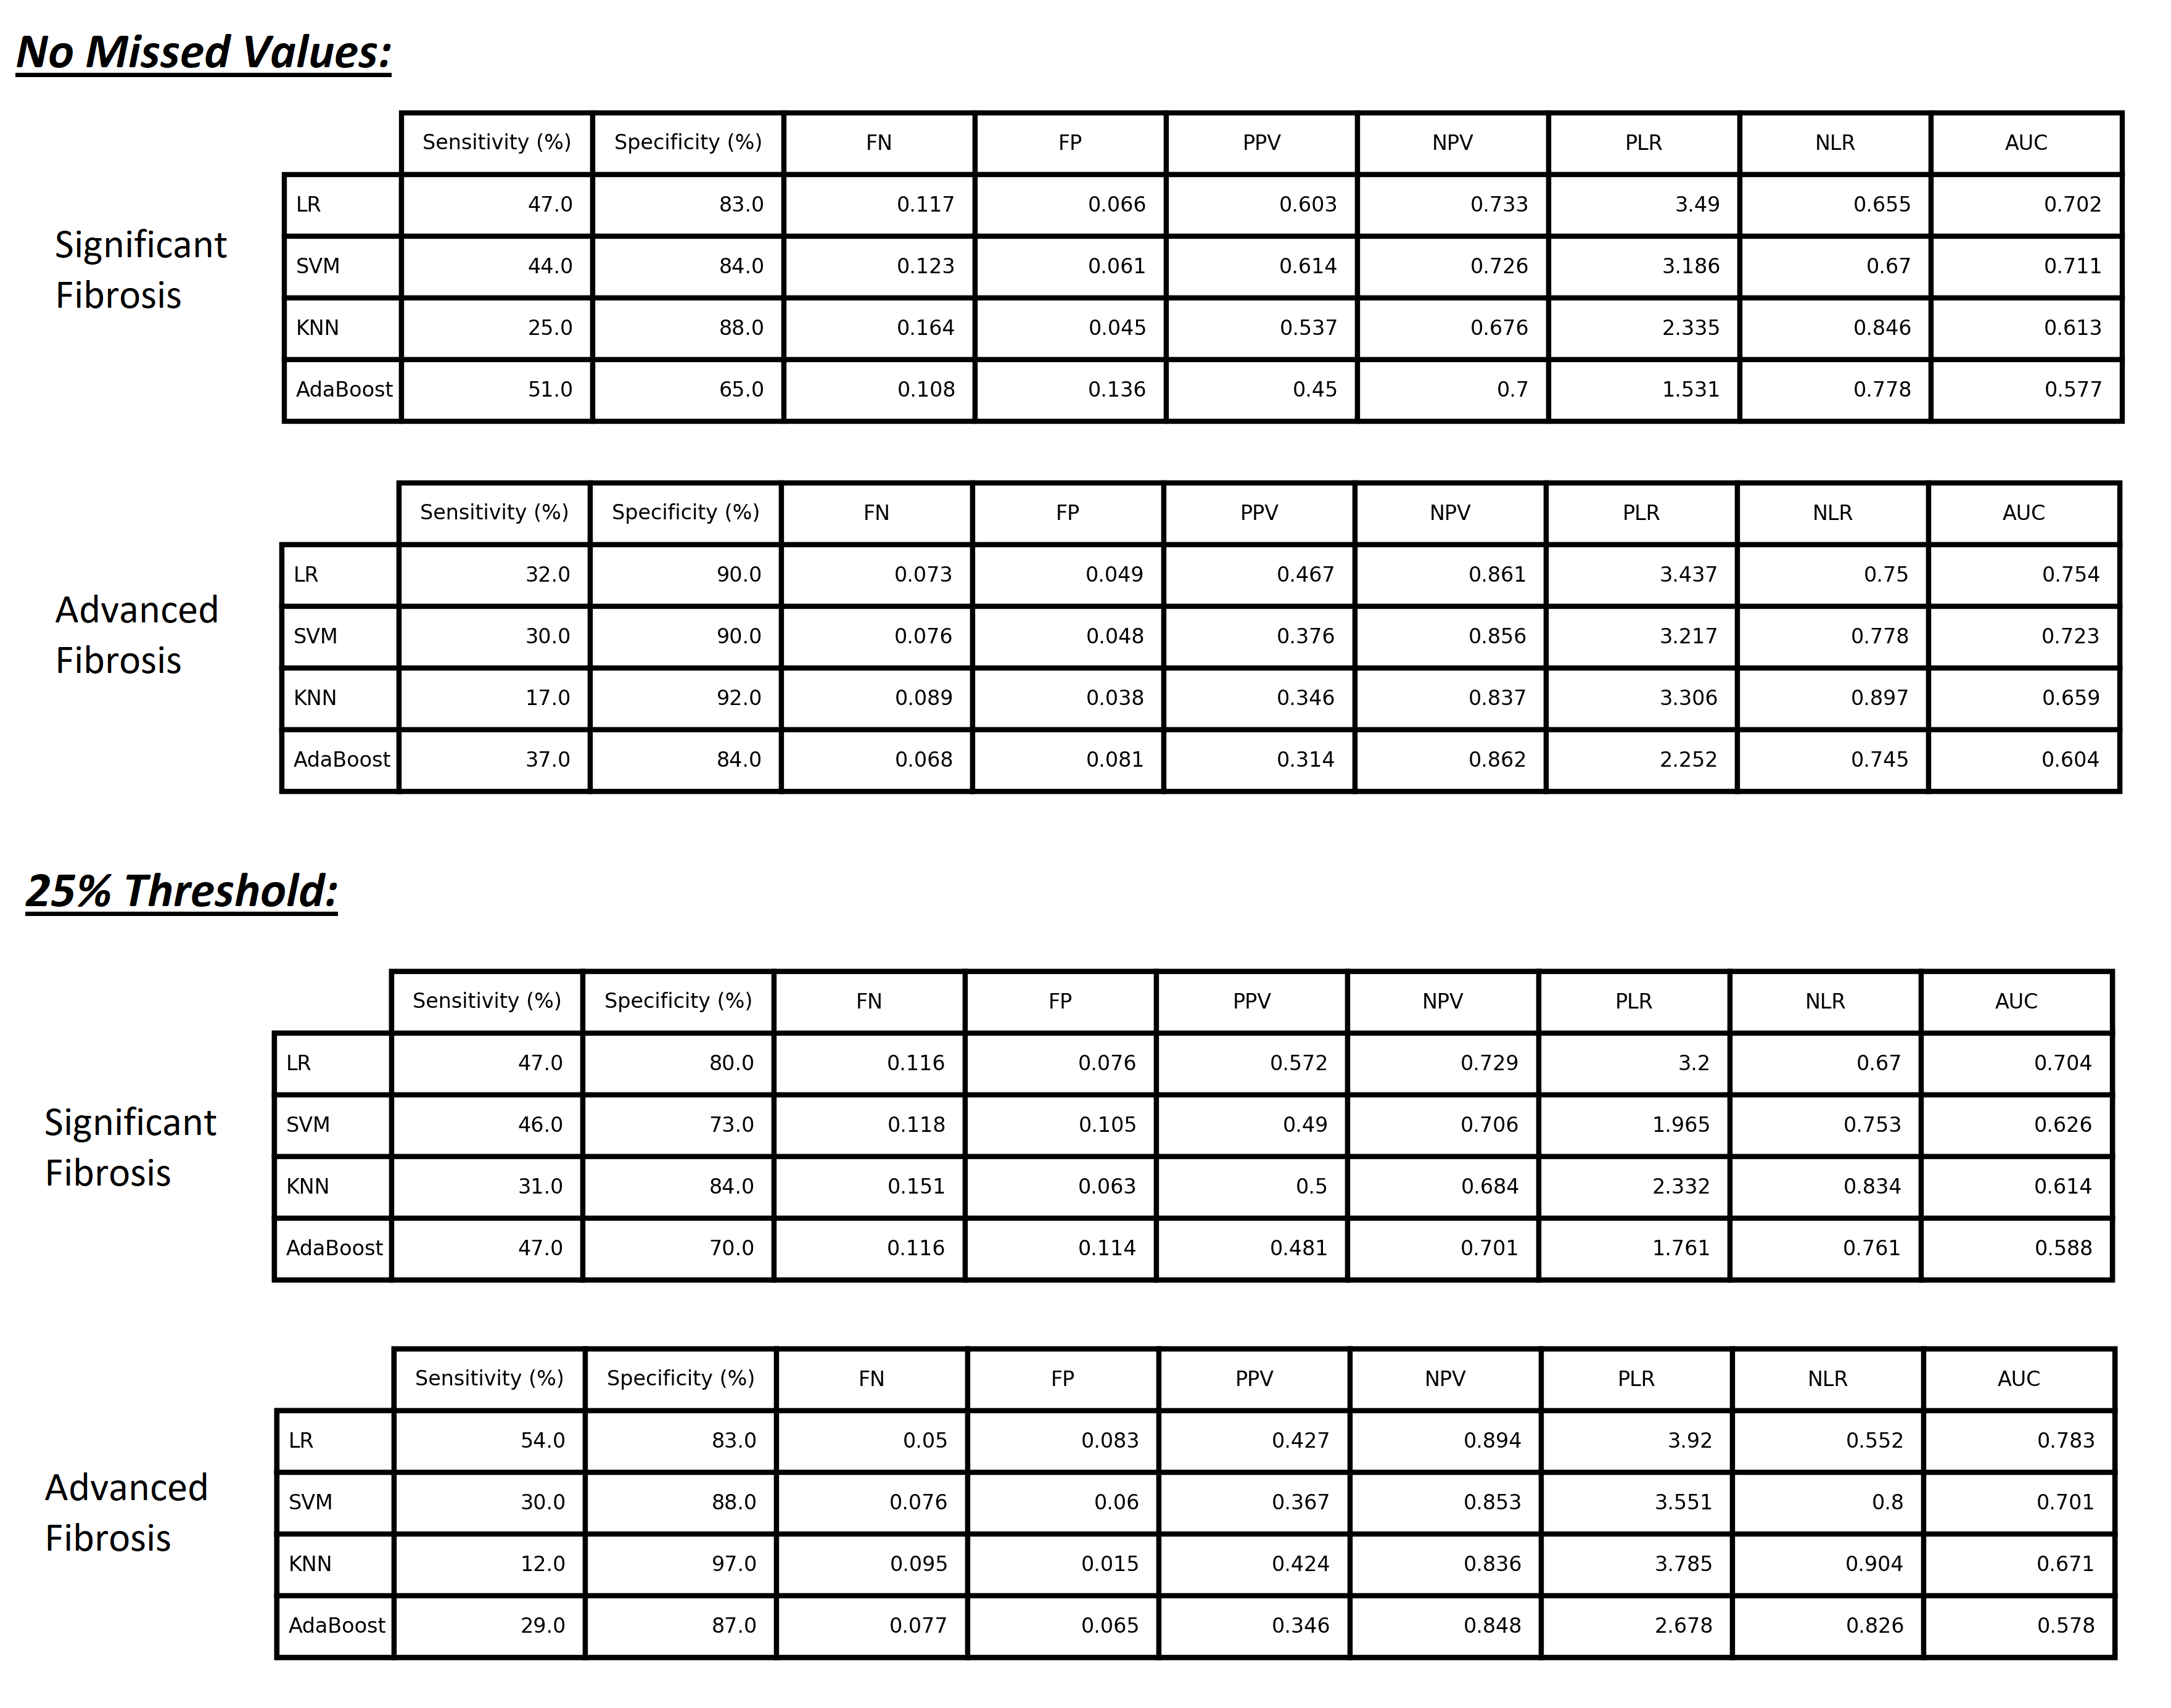 No Missed Values:
Sensitivity (%) Specificity (%) FN FP PPV NPV PLR NLR AUC
LR 47.0 83.0 0.117 0.066 0.603 0.733 3.49 0.655 0.702
Significant
Fibrosis
SVM 44.0 84.0 0.123 0.061 0.614 0.726 3.186 0.67 0.711
KNN 25.0 88.0 0.164 0.045 0.537 0.676 2.335 0.846 0.613
AdaBoost 51.0 65.0 0.108 0.136 0.45 0.7 1.531 0.778 0.577
Sensitivity (%) Specificity (%) FN FP PPV NPV PLR NLR AUC
LR 32.0 90.0 0.073 0.049 0.467 0.861 3.437 0.75 0.754
Advanced
Fibrosis
SVM 30.0 90.0 0.076 0.048 0.376 0.856 3.217 0.778 0.723
KNN 17.0 92.0 0.089 0.038 0.346 0.837 3.306 0.897 0.659
AdaBoost 37.0 84.0 0.068 0.081 0.314 0.862 2.252 0.745 0.604
25% Threshold:
Sensitivity (%) Specificity (%) FN FP PPV NPV PLR NLR AUC
LR 47.0 80.0 0.116 0.076 0.572 0.729 3.2 0.67 0.704
Significant
Fibrosis
SVM 46.0 73.0 0.118 0.105 0.49 0.706 1.965 0.753 0.626
KNN 31.0 84.0 0.151 0.063 0.5 0.684 2.332 0.834 0.614
AdaBoost 47.0 70.0 0.116 0.114 0.481 0.701 1.761 0.761 0.588
Sensitivity (%) Specificity (%) FN FP PPV NPV PLR NLR AUC
LR 54.0 83.0 0.05 0.083 0.427 0.894 3.92 0.552 0.783
Advanced
Fibrosis
SVM 30.0 88.0 0.076 0.06 0.367 0.853 3.551 0.8 0.701
KNN 12.0 97.0 0.095 0.015 0.424 0.836 3.785 0.904 0.671
AdaBoost 29.0 87.0 0.077 0.065 0.346 0.848 2.678 0.826 0.578